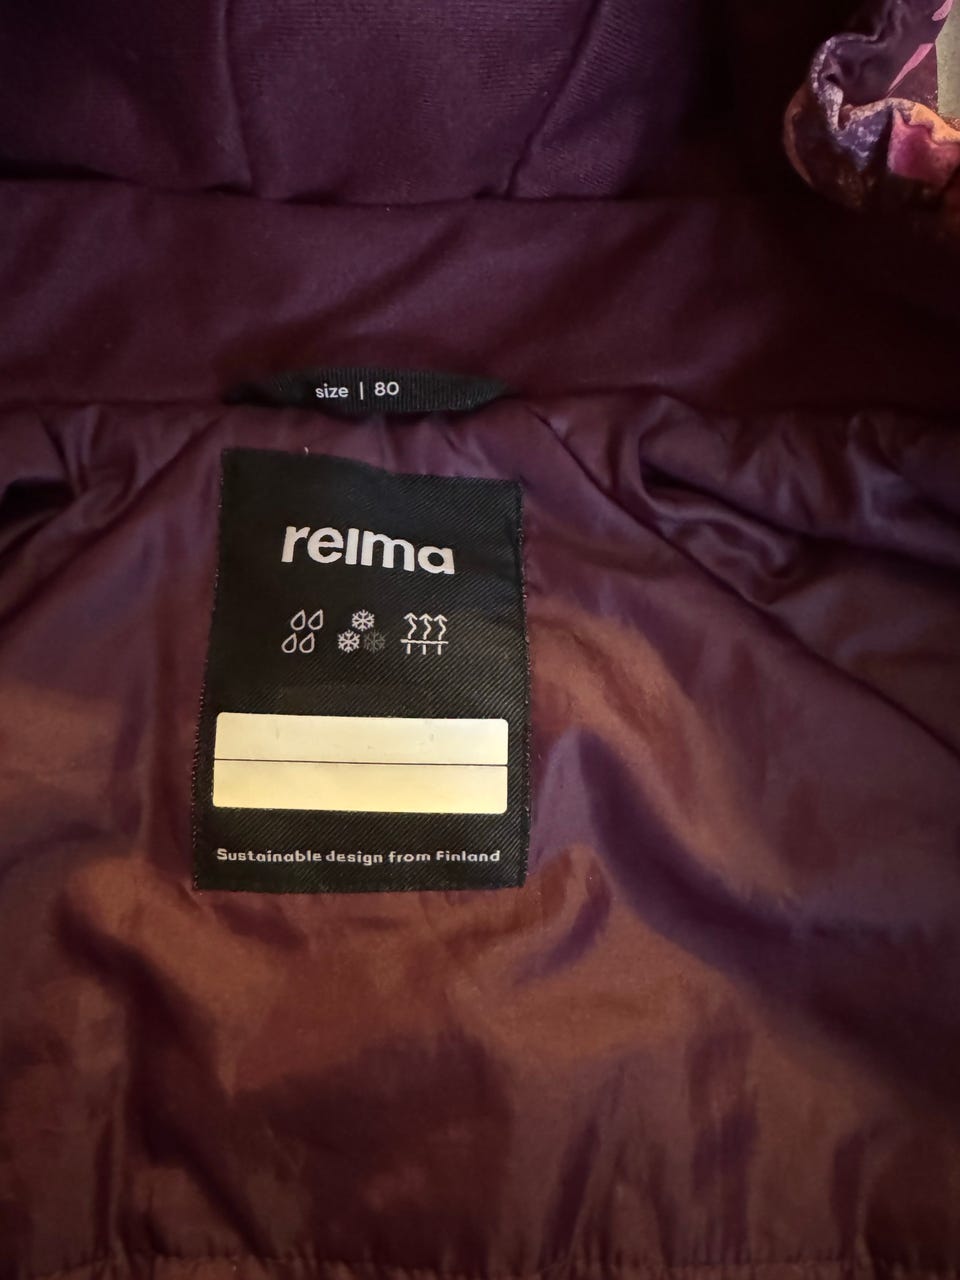 size | 80
reima
Sustainable design from Finland